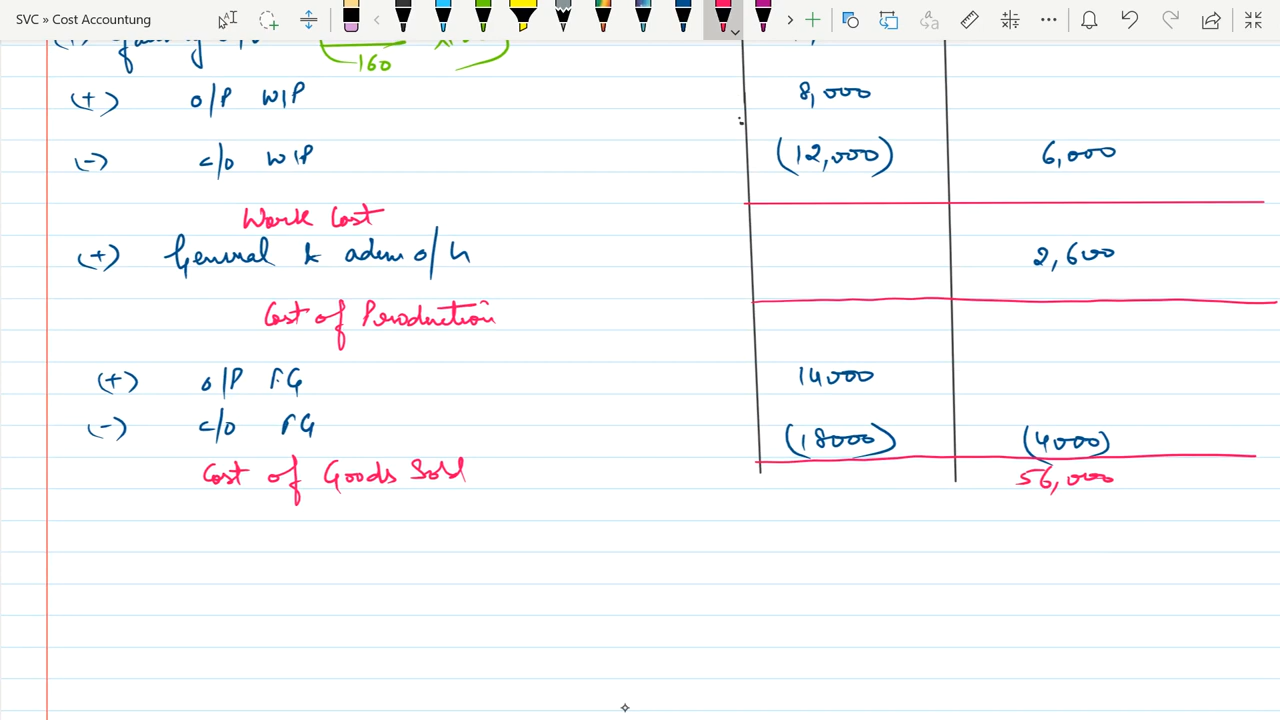 SVC » Cost Accountung
160
(+) O/P WIP 8,000
(-) C/O WIP (12,000) 6,000
Work Cost
(+) General & adm o/h 2,600
Cost of Production
(+) O/P FG 14000
(-) C/O FG (18000) (4000)
Cost of Goods Sold 56,000